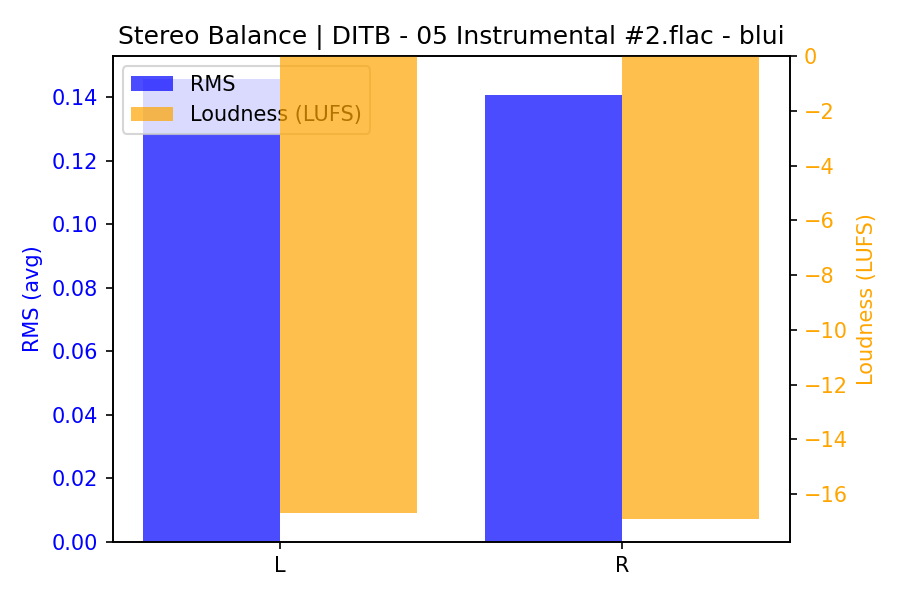 Stereo Balance | DITB - 05 Instrumental #2.flac - blui
RMS
Loudness (LUFS)
RMS (avg)
0.14
0.12
0.10
0.08
0.06
0.04
0.02
0.00
0
−2
−4
−6
−8
−10
−12
−14
−16
Loudness (LUFS)
L
R